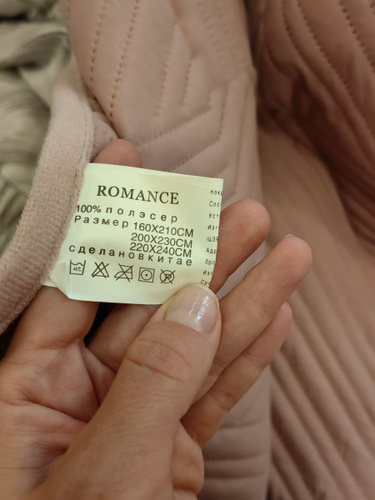 ROMANCE
100% полэсер
Размер 160X210CM
200X230CM
220X240CM
сделановкитае